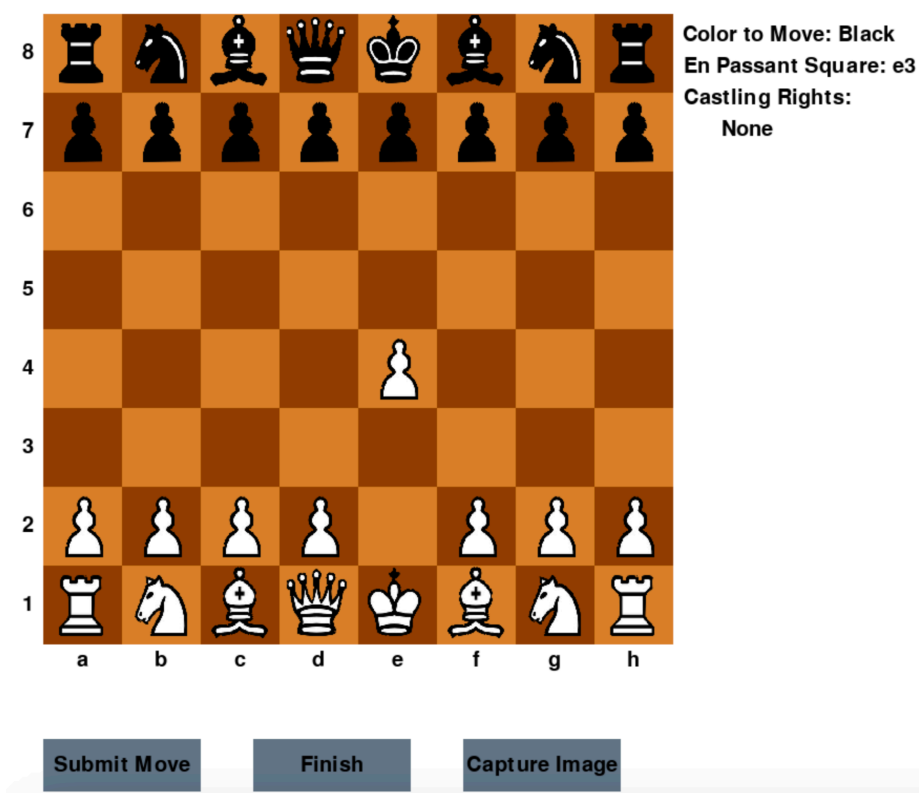 8
Color to Move: Black
En Passant Square: e3
Castling Rights:
None
7
6
5
4
3
2
1
a b c d e f g h
Submit Move Finish Capture Image